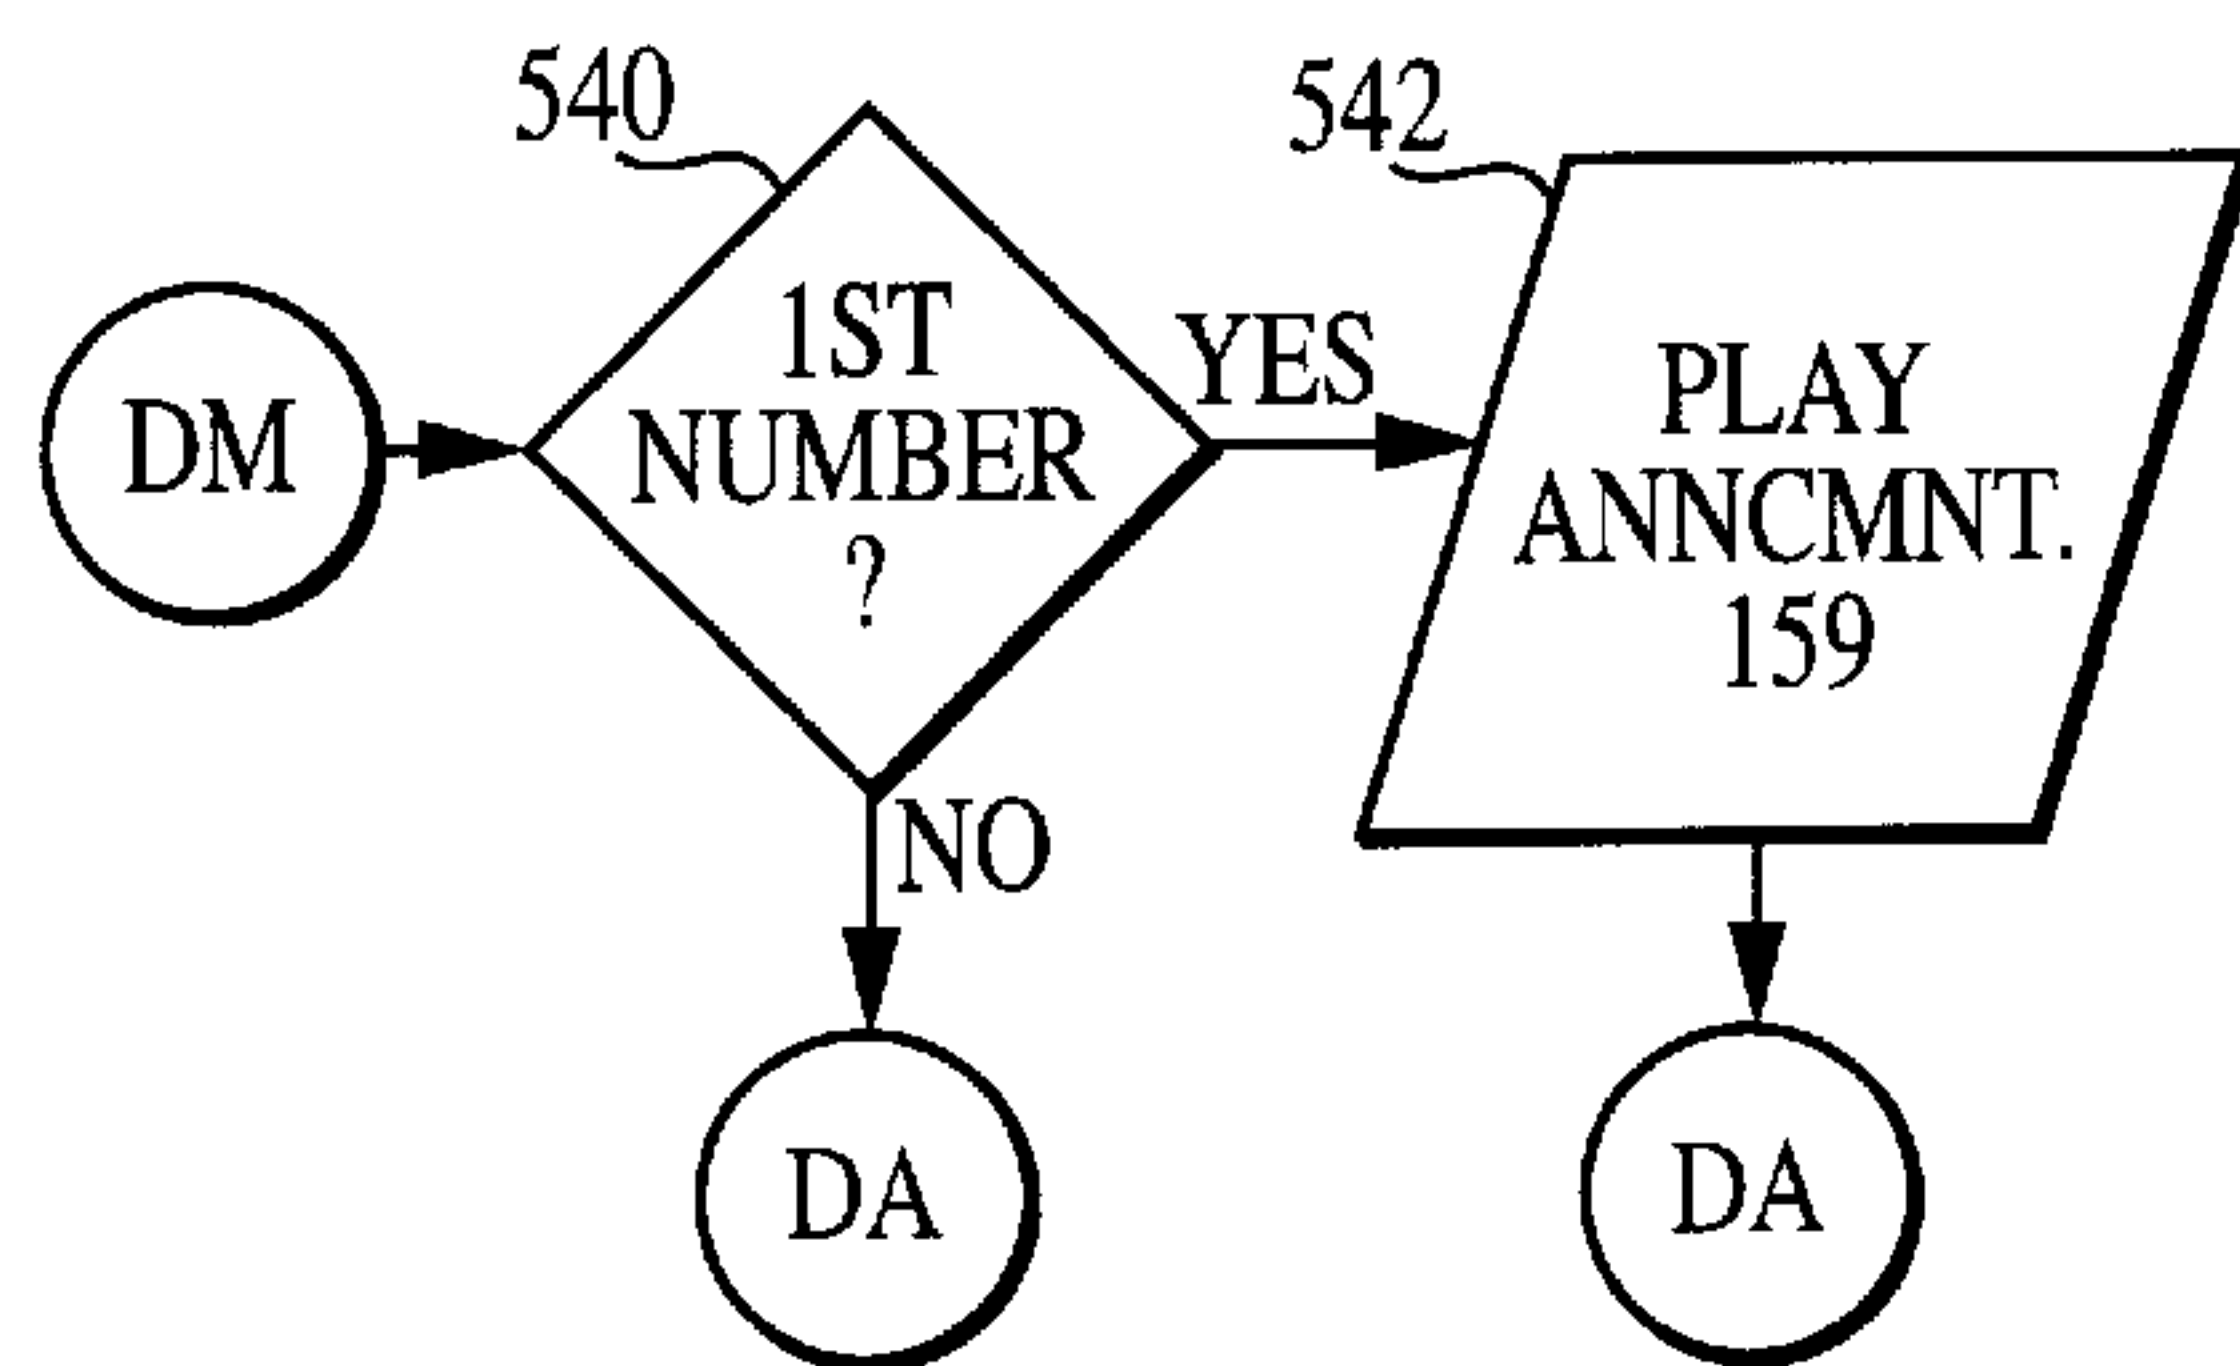 540
542
DM
1ST
NUMBER
?
YES
PLAY
ANNCMNT.
159
NO
DA
DA